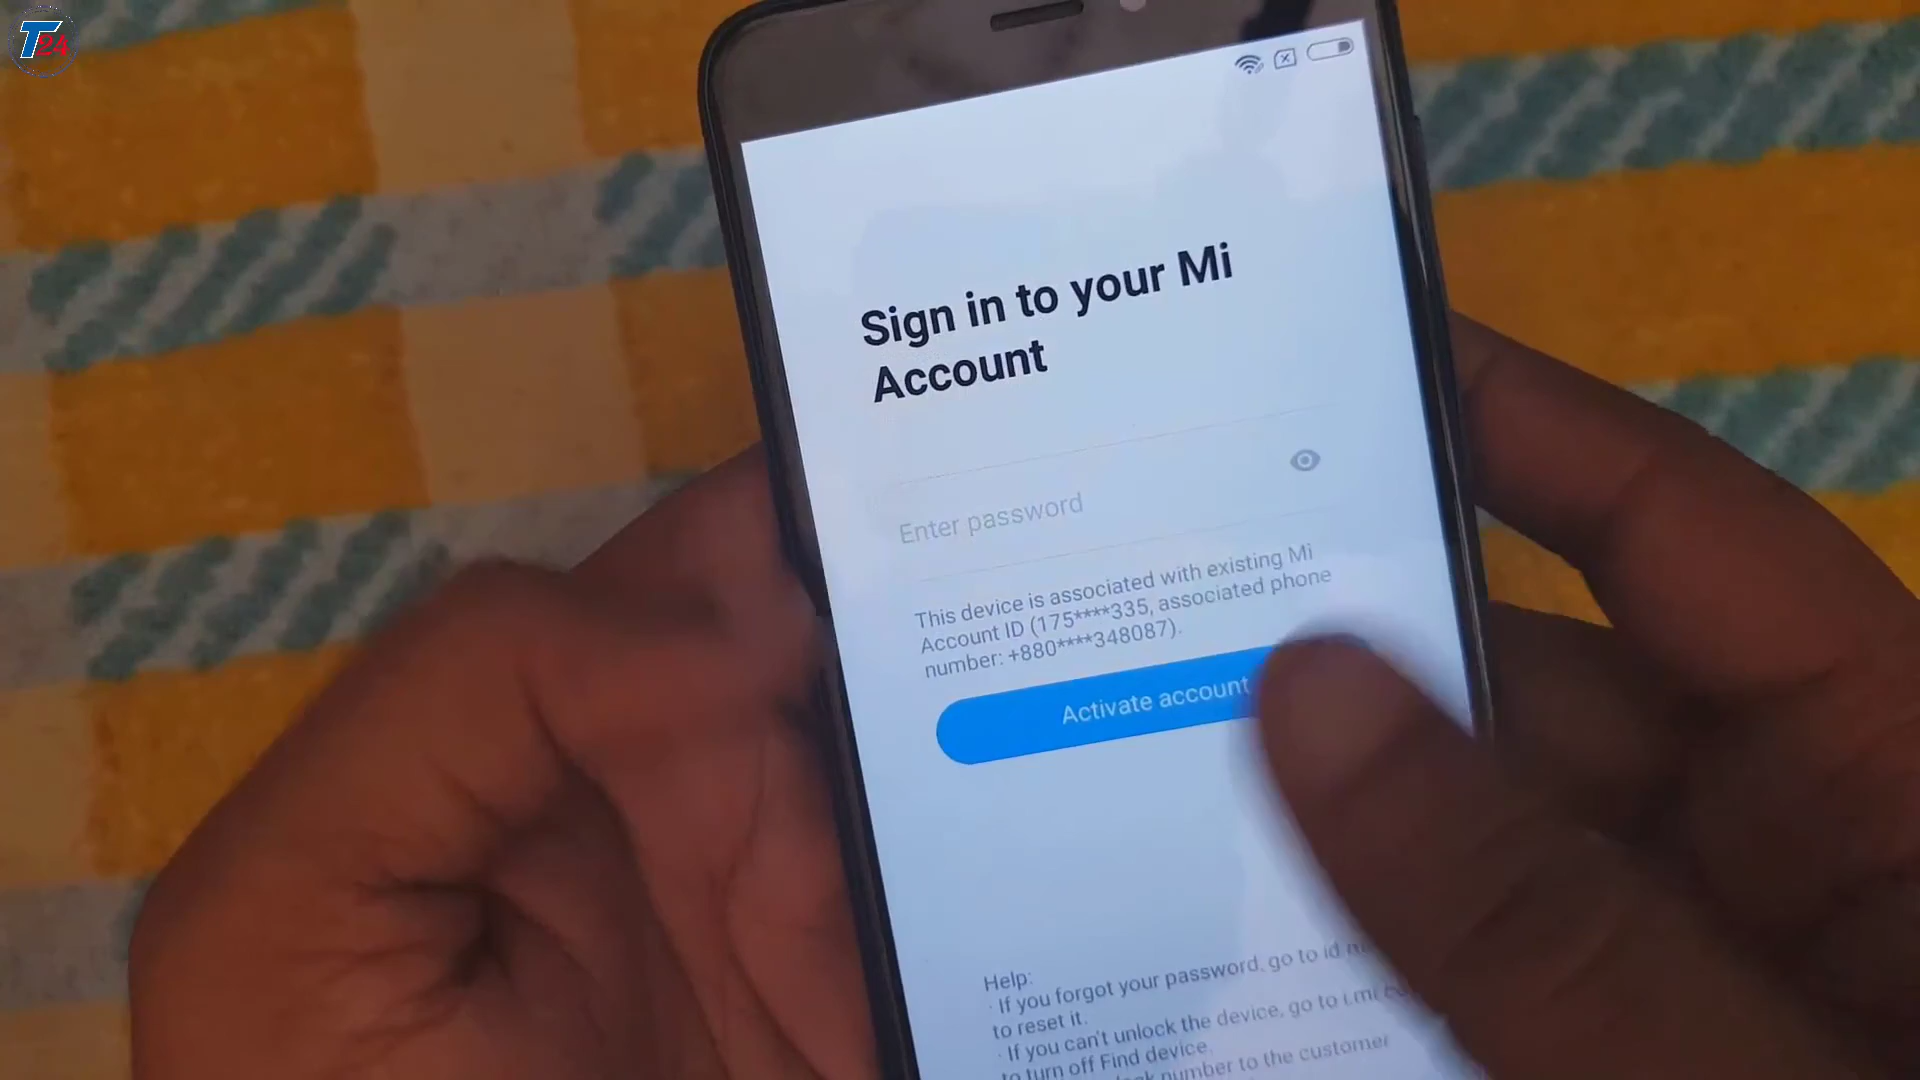 T24
Sign in to your Mi
Account
Enter password
This device is associated with existing Mi
Account ID (175****335, associated phone
number: +880****348087).
Activate account
Help:
· If you forgot your password, go to id
to reset it.
· If you can't unlock the device, go to i.mi
to turn off Find device.
number to the customer